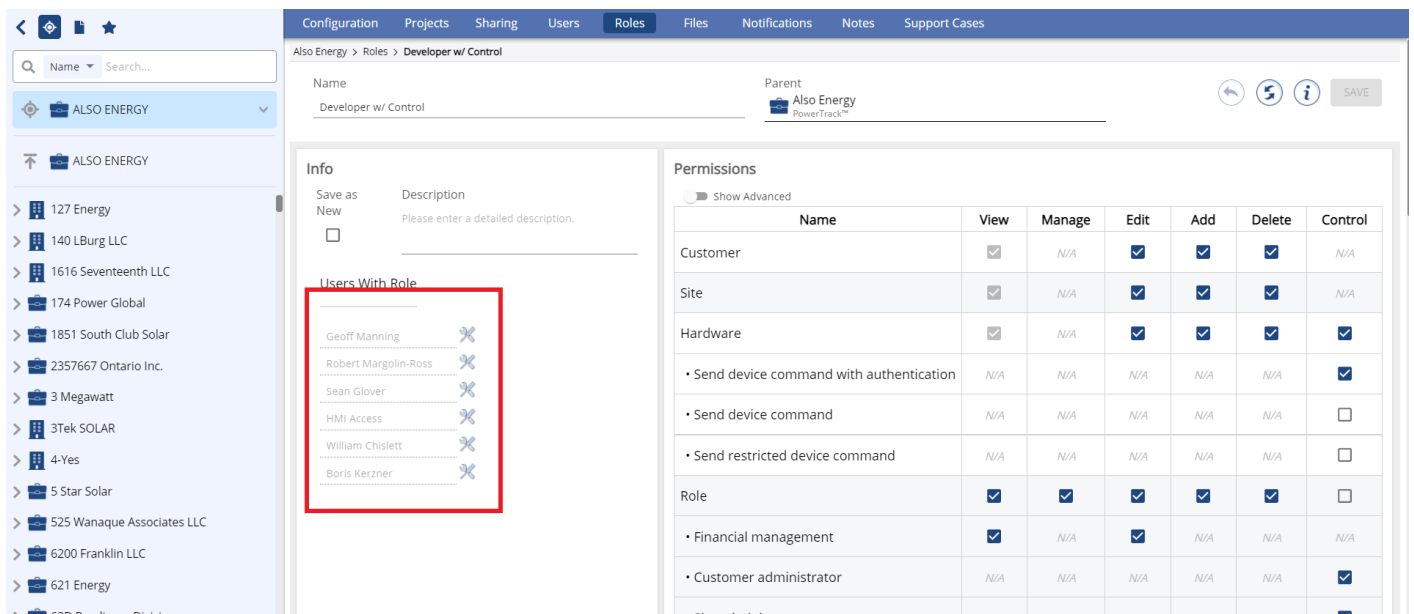 Configuration Projects Sharing Users Roles Files Notifications Notes Support Cases
Also Energy > Roles > Developer w/ Control
Name Search...
ALSO ENERGY
ALSO ENERGY
127 Energy
140 LBurg LLC
1616 Seventeenth LLC
174 Power Global
1851 South Club Solar
2357667 Ontario Inc.
3 Megawatt
3Tek SOLAR
4-Yes
5 Star Solar
525 Wanaque Associates LLC
6200 Franklin LLC
621 Energy
Name
Developer w/ Control
Parent
Also Energy
PowerTrack™
SAVE
Info
Save as New
Description
Please enter a detailed description.
Users With Role
Geoff Manning
Robert Margolin-Ross
Sean Glover
HMI Access
William Chislett
Boris Kerzner
Permissions
Show Advanced
Name View Manage Edit Add Delete Control
Customer N/A N/A
Site N/A N/A
Hardware N/A
• Send device command with authentication N/A N/A N/A N/A N/A
• Send device command N/A N/A N/A N/A N/A
• Send restricted device command N/A N/A N/A N/A N/A
Role
• Financial management N/A N/A N/A N/A
• Customer administrator N/A N/A N/A N/A N/A